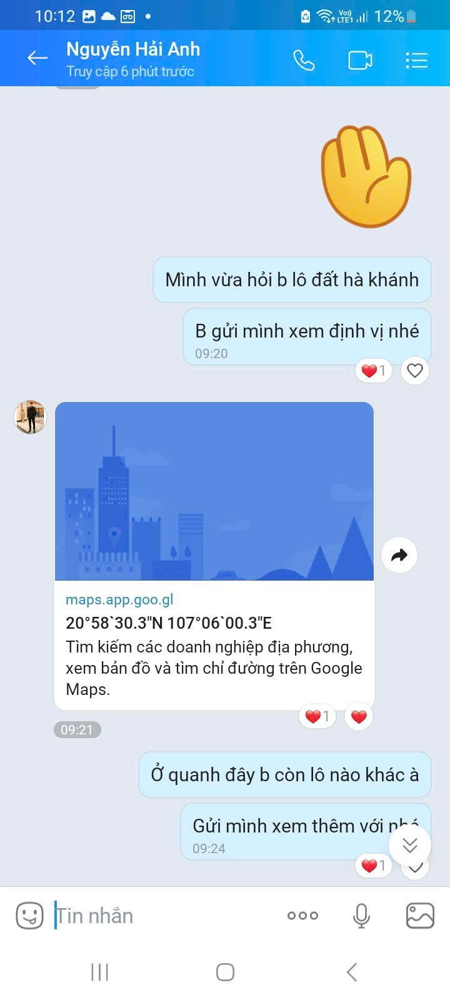 10:12
Vo)) LTE1 12%
Nguyễn Hải Anh
Truy cập 6 phút trước
Mình vừa hỏi b lô đất hà khánh
B gửi mình xem định vị nhé
09:20
1
maps.app.goo.gl
20°58`30.3"N 107°06`00.3"E
Tìm kiếm các doanh nghiệp địa phương,
xem bản đồ và tìm chỉ đường trên Google
Maps.
1
09:21
Ở quanh đây b còn lô nào khác à
Gửi mình xem thêm với nhé
09:24
1
Tin nhắn